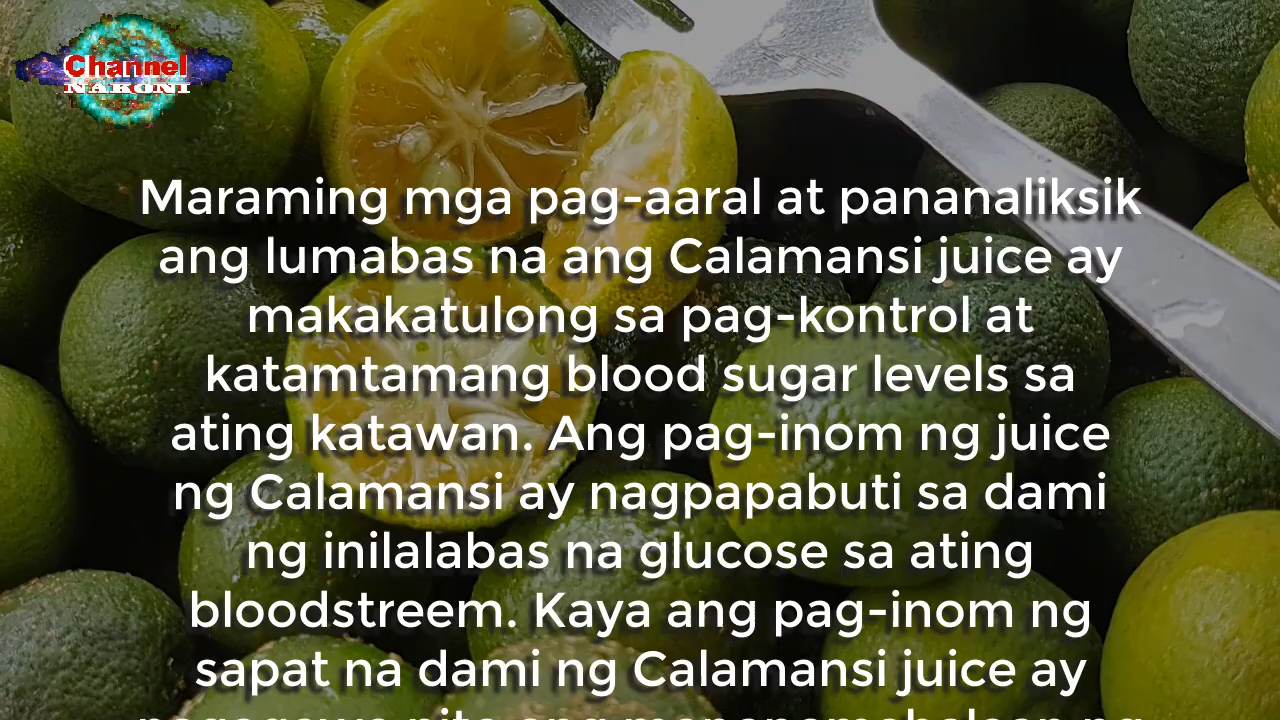 Channel
NAKONI
Maraming mga pag-aaral at pananaliksik
ang lumabas na ang Calamansi juice ay
makakatulong sa pag-kontrol at
katamtamang blood sugar levels sa
ating katawan. Ang pag-inom ng juice
ng Calamansi ay nagpapabuti sa dami
ng inilalabas na glucose sa ating
bloodstreem. Kaya ang pag-inom ng
sapat na dami ng Calamansi juice ay